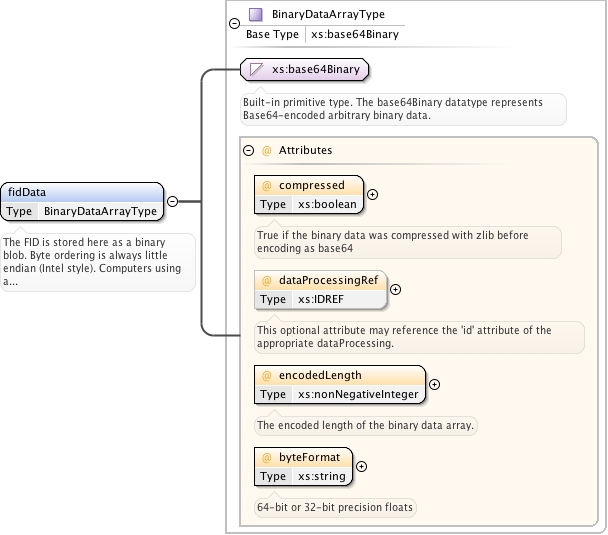 BinaryDataArrayType
Base Type xs:base64Binary
xs:base64Binary
Built-in primitive type. The base64Binary datatype represents
Base64-encoded arbitrary binary data.
@ Attributes
fidData
Type BinaryDataArrayType
The FID is stored here as a binary
blob. Byte ordering is always little
endian (Intel style). Computers using
a...
@ compressed
Type xs:boolean
True if the binary data was compressed with zlib before
encoding as base64
@ dataProcessingRef
Type xs:IDREF
This optional attribute may reference the 'id' attribute of the
appropriate dataProcessing.
@ encodedLength
Type xs:nonNegativeInteger
The encoded length of the binary data array.
@ byteFormat
Type xs:string
64-bit or 32-bit precision floats